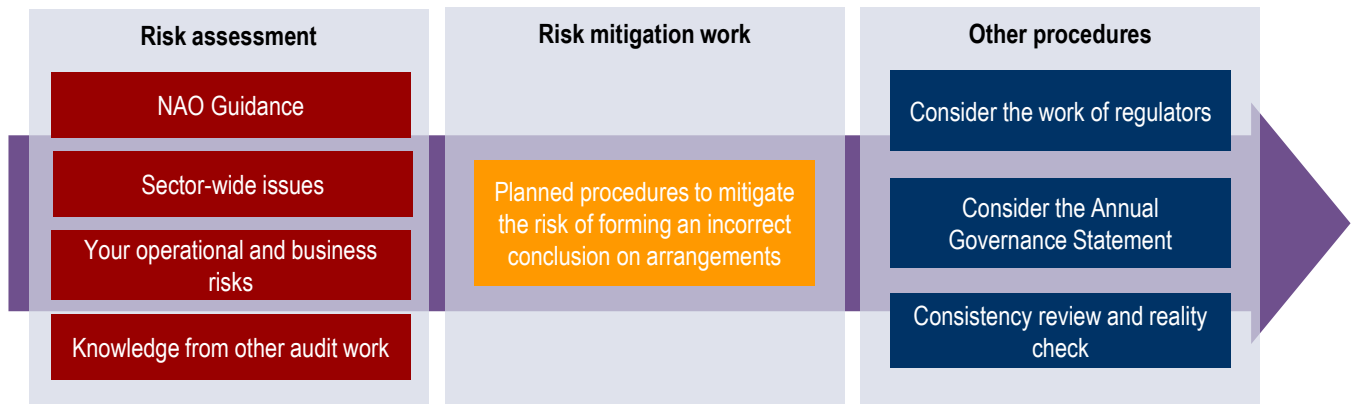 Risk assessment
NAO Guidance
Sector-wide issues
Your operational and business
risks
Knowledge from other audit work
Risk mitigation work
Planned procedures to mitigate
the risk of forming an incorrect
conclusion on arrangements
Other procedures
Consider the work of regulators
Consider the Annual
Governance Statement
Consistency review and reality
check